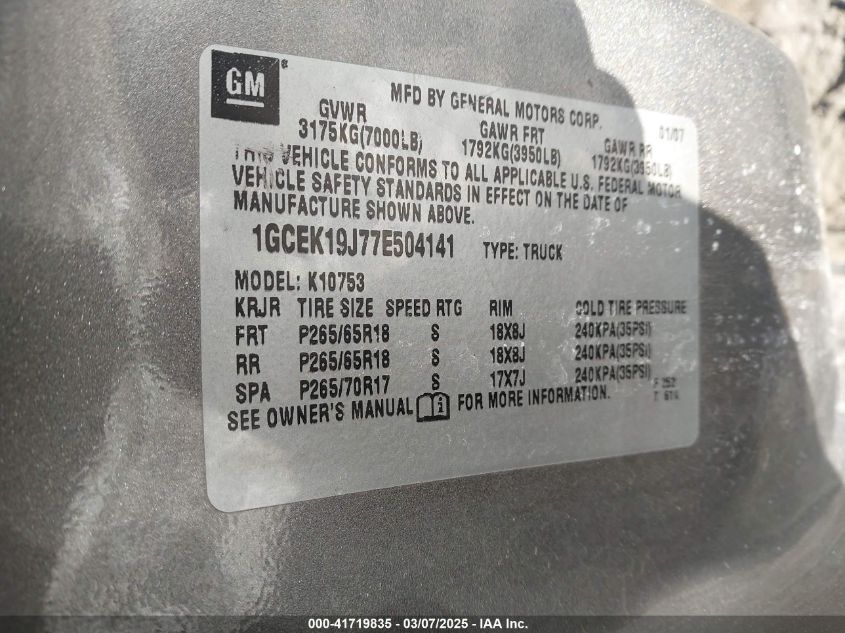 GM
MFD BY GENERAL MOTORS CORP.
01/07
GVWR GAWR FRT GAWR RR
3175KG(7000LB) 1792KG(3950LB) 1792KG(3950LB)
THIS VEHICLE CONFORMS TO ALL APPLICABLE U.S. FEDERAL MOTOR
VEHICLE SAFETY STANDARDS IN EFFECT ON THE DATE OF
MANUFACTURE SHOWN ABOVE.
1GCEK19J77E504141 TYPE: TRUCK
MODEL: K10753
KRJR TIRE SIZE SPEED RTG RIM COLD TIRE PRESSURE
FRT P265/65R18 S 18X8J 240KPA(35PSI)
RR P265/65R18 S 18X8J 240KPA(35PSI)
SPA P265/70R17 S 17X7J 240KPA(35PSI)
SEE OWNER'S MANUAL i FOR MORE INFORMATION.
F 252
T
000-41719835 - 03/07/2025 - IAA Inc.